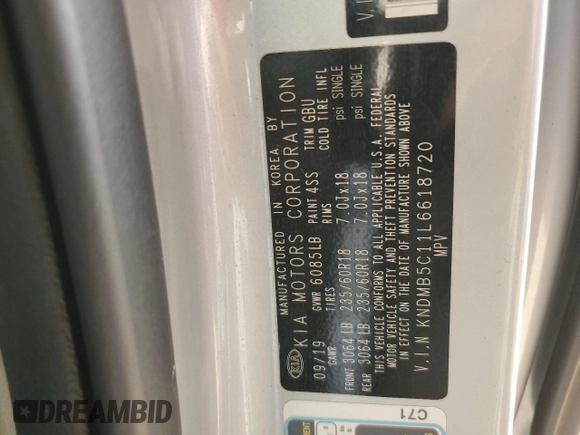 MANUFACTURED IN KOREA. BY
KIA KIA MOTORS CORPORATION
09/19 GVWR 6085LB PAINT 4SS TRIM GBU
GAWR TIRES RIMS COLD TIRE INFL
FRONT 3064LB 235/60R18 7.0Jx18 psi SINGLE
REAR 3064LB 235/60R18 7.0Jx18 psi SINGLE
THIS VEHICLE CONFORMS TO ALL APPLICABLE U.S.A. FEDERAL
MOTOR VEHICLE SAFETY AND THEFT PREVENTION STANDARDS
IN EFFECT ON THE DATE OF MANUFACTURE SHOWN ABOVE
V.I.N KNDMB5C11L6618720
MPV
V.I
C71
DREAMBID